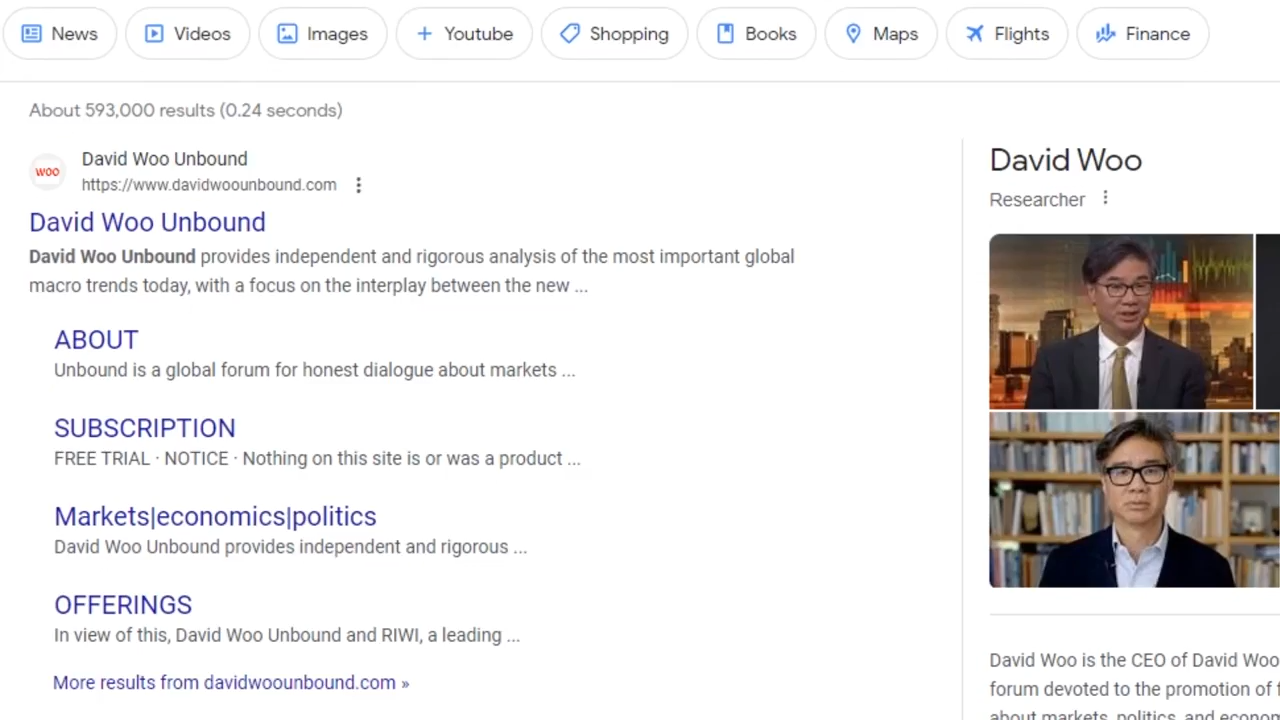 News Videos Images Youtube Shopping Books Maps Flights Finance
About 593,000 results (0.24 seconds)
woo
David Woo Unbound
https://www.davidwoounbound.com
David Woo Unbound
David Woo Unbound provides independent and rigorous analysis of the most important global
macro trends today, with a focus on the interplay between the new ...
ABOUT
Unbound is a global forum for honest dialogue about markets ...
SUBSCRIPTION
FREE TRIAL · NOTICE · Nothing on this site is or was a product ...
Markets|economics|politics
David Woo Unbound provides independent and rigorous ...
OFFERINGS
In view of this, David Woo Unbound and RIWI, a leading ...
More results from davidwoounbound.com »
David Woo
Researcher
David Woo is the CEO of David Woo
forum devoted to the promotion of f
about markets, politics, and econom